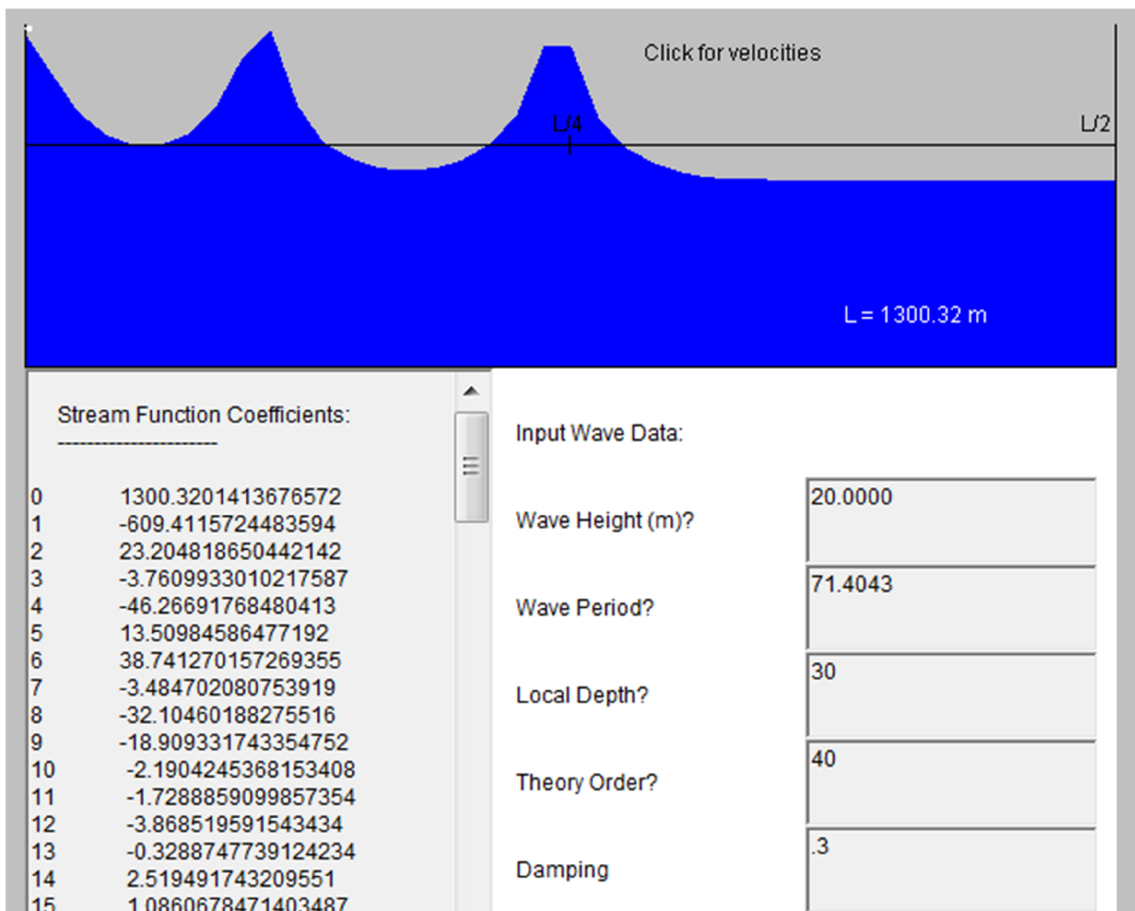 Click for velocities
L/4
L/2
L = 1300.32 m
Stream Function Coefficients:
----------------------
0 1300.3201413676572
1 -609.4115724483594
2 23.204818650442142
3 -3.7609933010217587
4 -46.26691768480413
5 13.50984586477192
6 38.741270157269355
7 -3.484702080753919
8 -32.10460188275516
9 -18.909331743354752
10 -2.1904245368153408
11 -1.7288859099857354
12 -3.868519591543434
13 -0.3288747739124234
14 2.519491743209551
15 1.0860678471403487
Input Wave Data:
Wave Height (m)? 20.0000
Wave Period? 71.4043
Local Depth? 30
Theory Order? 40
Damping .3